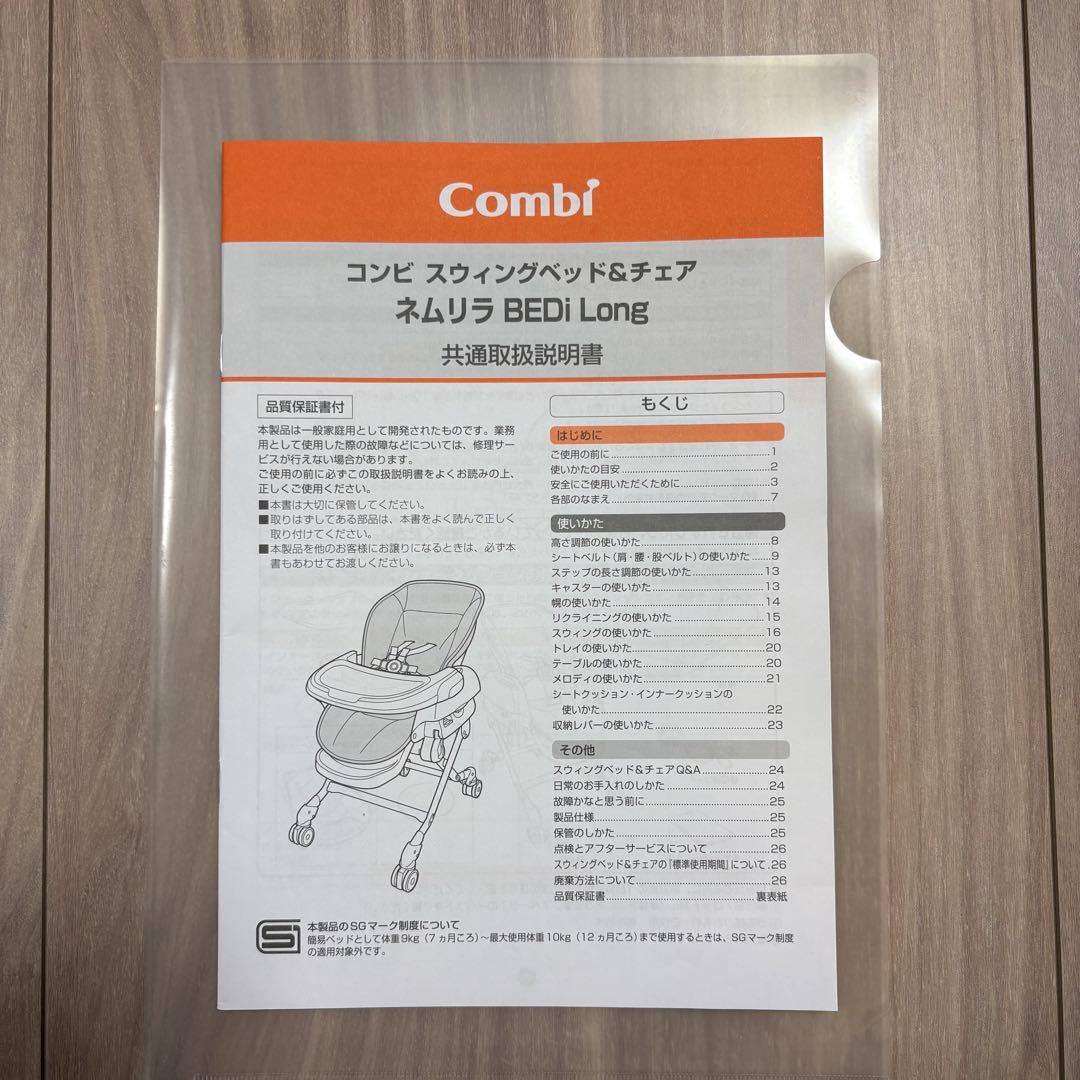 Combi
コンビ スウィングベッド&チェア
ネムリラ BEDi Long
共通取扱説明書
品質保証書付
本製品は一般家庭用として開発されたものです。業務
用として使用した際の故障などについては、修理サー
ビスが行えない場合があります。
ご使用の前に必ずこの取扱説明書をよくお読みの上、
正しくご使用ください。
■本書は大切に保管してください。
■取りはずしてある部品は、本書をよく読んで正しく
取り付けてください。
■本製品を他のお客様にお譲りになるときは、必ず本
書もあわせてお渡しください。
もくじ
はじめに
ご使用の前に……1
使いかたの目安……2
安全にご使用いただくために……3
各部のなまえ……7
使いかた
高さ調節の使いかた……8
シートベルト(肩・腰・股ベルト)の使いかた……9
ステップの長さ調節の使いかた……13
キャスターの使いかた……13
幌の使いかた……14
リクライニングの使いかた……15
スウィングの使いかた……16
トレイの使いかた……20
テーブルの使いかた……20
メロディの使いかた……21
シートクッション・インナークッションの
使いかた……22
収納レバーの使いかた……23
その他
スウィングベッド&チェア Q&A……24
日常のお手入れのしかた……24
故障かなと思う前に……25
製品仕様……25
保管のしかた……25
点検とアフターサービスについて……26
スウィングベッド&チェアの『標準使用期間』について…26
廃棄方法について……26
品質保証書……裏表紙
本製品のSGマーク制度について
簡易ベッドとして体重9kg(7ヵ月ころ)〜最大使用体重10kg(12ヵ月ころ)まで使用するときは、SGマーク制度
の適用対象外です。